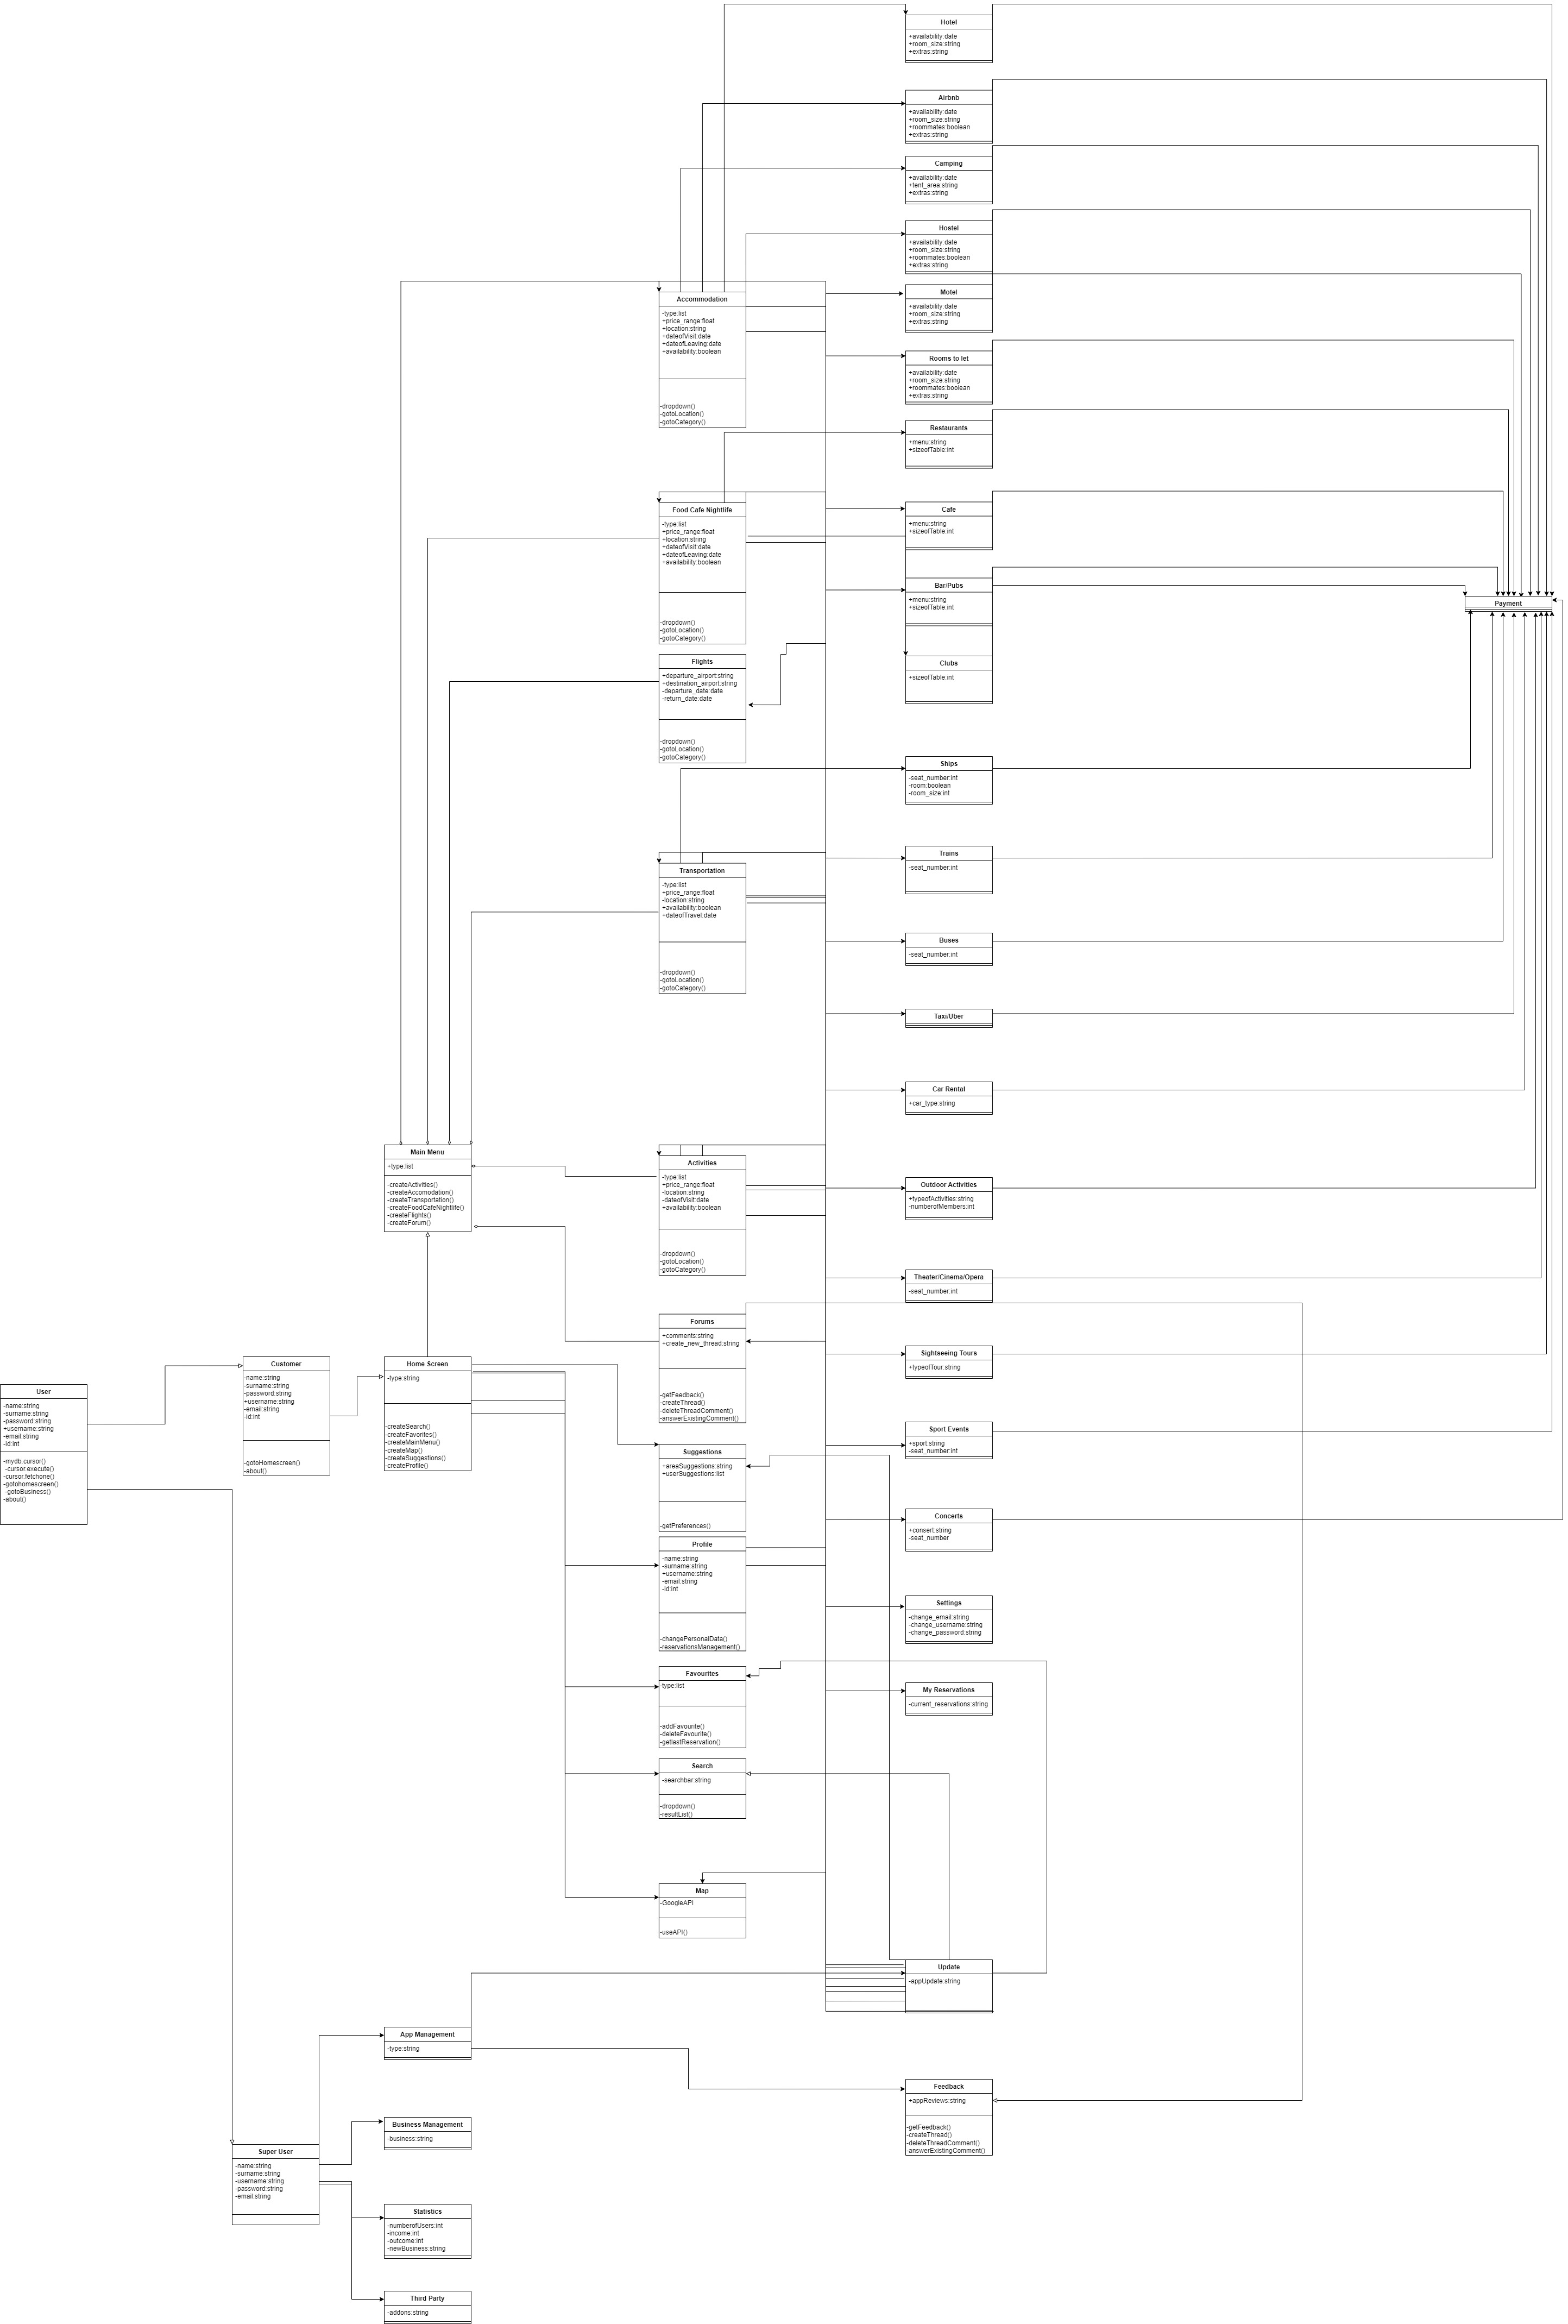 Hotel
+availability:date
+room_size:string
+extras:string
Airbnb
+availability:date
+room_size:string
+roommates:boolean
+extras:string
Camping
+availability:date
+tent_area:string
+extras:string
Hostel
+availability:date
+room_size:string
+roommates:boolean
+extras:string
Motel
+availability:date
+room_size:string
+extras:string
Rooms to let
+availability:date
+room_size:string
+roommates:boolean
+extras:string
Restaurants
+menu:string
+sizeofTable:int
Cafe
+menu:string
+sizeofTable:int
Bar/Pubs
+menu:string
+sizeofTable:int
Clubs
+sizeofTable:int
Payment
Accommodation
-type:list
+price_range:float
+location:string
+dateofVisit:date
+dateofLeaving:date
+availability:boolean
-dropdown()
-gotoLocation()
-gotoCategory()
Food Cafe Nightlife
-type:list
+price_range:float
+location:string
+dateofVisit:date
+dateofLeaving:date
+availability:boolean
-dropdown()
-gotoLocation()
-gotoCategory()
Flights
+departure_airport:string
+destination_airport:string
-departure_date:date
-return_date:date
-dropdown()
-gotoLocation()
-gotoCategory()
Ships
-seat_number:int
-room:boolean
-room_size:int
Trains
-seat_number:int
Transportation
-type:list
+price_range:float
-location:string
+availability:boolean
+dateofTravel:date
-dropdown()
-gotoLocation()
-gotoCategory()
Buses
-seat_number:int
Taxi/Uber
Car Rental
+car_type:string
Main Menu
+type:list
-createActivities()
-createAccomodation()
-createTransportation()
-createFoodCafeNightlife()
-createFlights()
-createForum()
Activities
-type:list
+price_range:float
-location:string
-dateofVisit:date
+availability:boolean
-dropdown()
-gotoLocation()
-gotoCategory()
Outdoor Activities
+typeofActivities:string
-numberofMembers:int
Theater/Cinema/Opera
-seat_number:int
Forums
+comments:string
+create_new_thread:string
-getFeedback()
-createThread()
-deleteThreadComment()
-answerExistingComment()
Sightseeing Tours
+typeofTour:string
User
-name:string
-surname:string
-password:string
+username:string
-email:string
-id:int
-mydb.cursor()
-cursor.execute()
-cursor.fetchone()
-gotohomescreen()
-gotoBusiness()
-about()
Customer
-name:string
-surname:string
-password:string
+username:string
-email:string
-id:int
-gotoHomescreen()
-about()
Home Screen
-type:string
-createSearch()
-createFavorites()
-createMainMenu()
-createMap()
-createSuggestions()
-createProfile()
Suggestions
+areaSuggestions:string
+userSuggestions:list
-getPreferences()
Sport Events
+sport:string
-seat_number:int
Concerts
+consert:string
-seat_number
Profile
-name:string
-surname:string
+username:string
-email:string
-id:int
-changePersonalData()
-reservationsManagement()
Settings
-change_email:string
-change_username:string
-change_password:string
Favourites
-type:list
-addFavourite()
-deleteFavourite()
-getlastReservation()
My Reservations
-current_reservations:string
Search
-searchbar:string
-dropdown()
-resultList()
Map
-GoogleAPI
-useAPI()
Update
-appUpdate:string
App Management
-type:string
Feedback
+appReviews:string
-getFeedback()
-createThread()
-deleteThreadComment()
-answerExistingComment()
Business Management
-business:string
Super User
-name:string
-surname:string
-username:string
-password:string
-email:string
Statistics
-numberofUsers:int
-income:int
-outcome:int
-newBusiness:string
Third Party
-addons:string